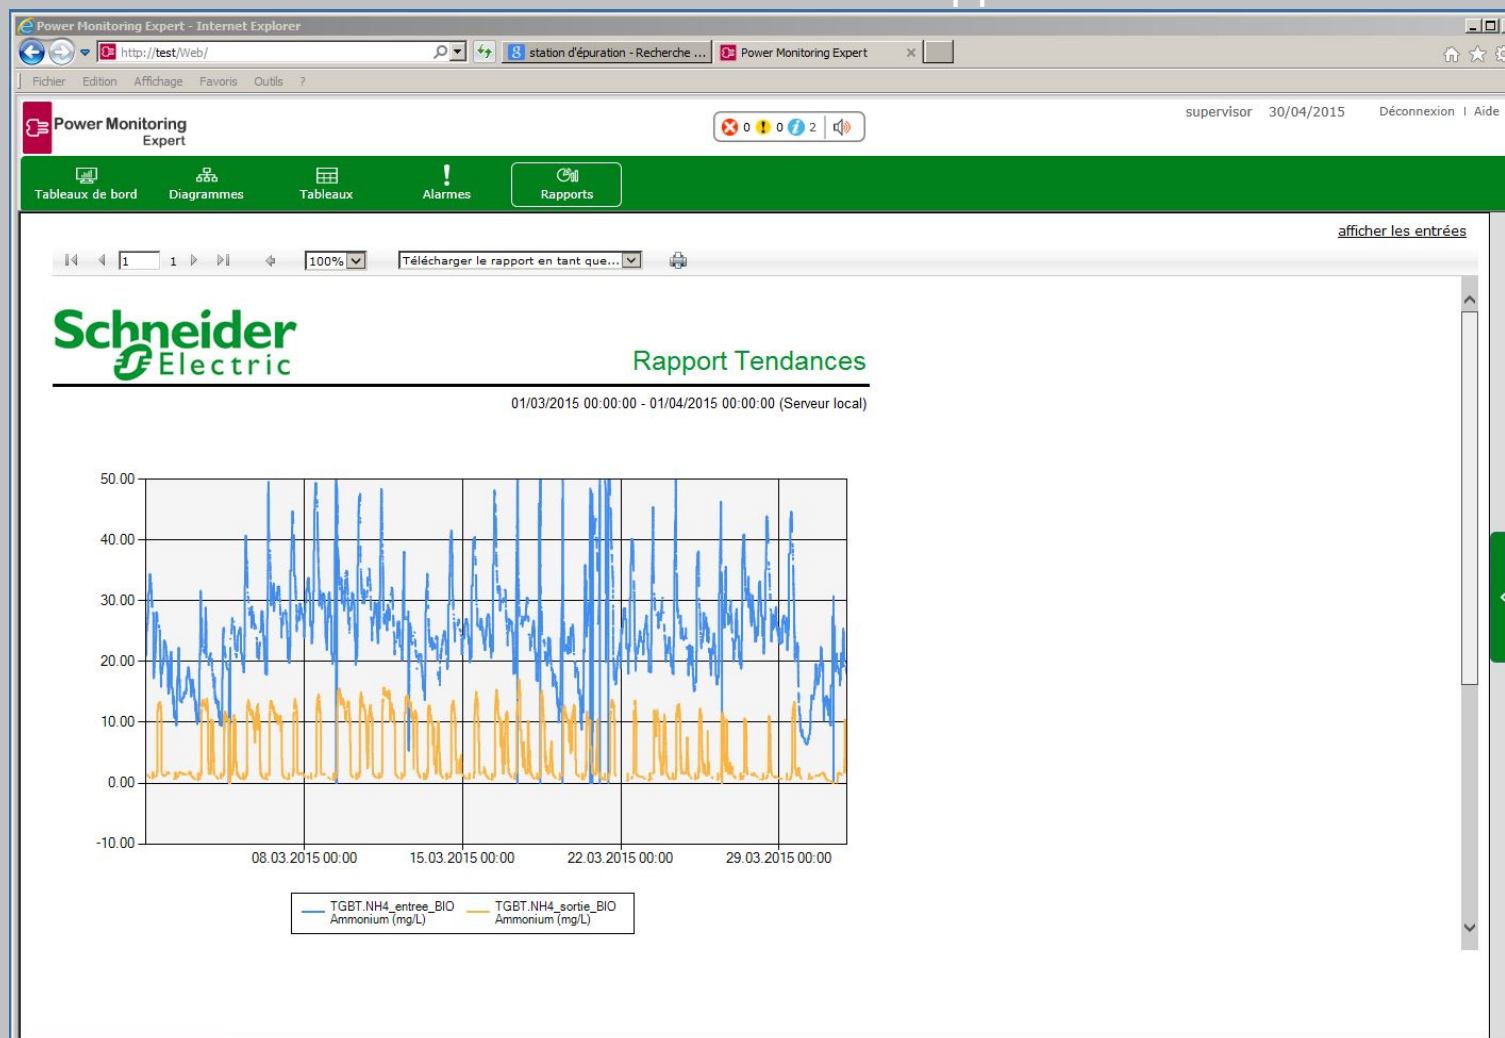 Power Monitoring Expert - Internet Explorer
http://test/Web/
station d'épuration - Recherche ...
Power Monitoring Expert
Fichier Edition Affichage Favoris Outils ?
Power Monitoring
Expert
0 0 2
supervisor 30/04/2015 Déconnexion | Aide
Tableaux de bord Diagrammes Tableaux Alarmes Rapports
afficher les entrées
1 1 100% Télécharger le rapport en tant que...
Schneider
Electric
Rapport Tendances
01/03/2015 00:00:00 - 01/04/2015 00:00:00 (Serveur local)
50.00
40.00
30.00
20.00
10.00
0.00
-10.00
08.03.2015 00:00 15.03.2015 00:00 22.03.2015 00:00 29.03.2015 00:00
TGBT.NH4_entree_BIO TGBT.NH4_sortie_BIO
Ammonium (mg/L) Ammonium (mg/L)